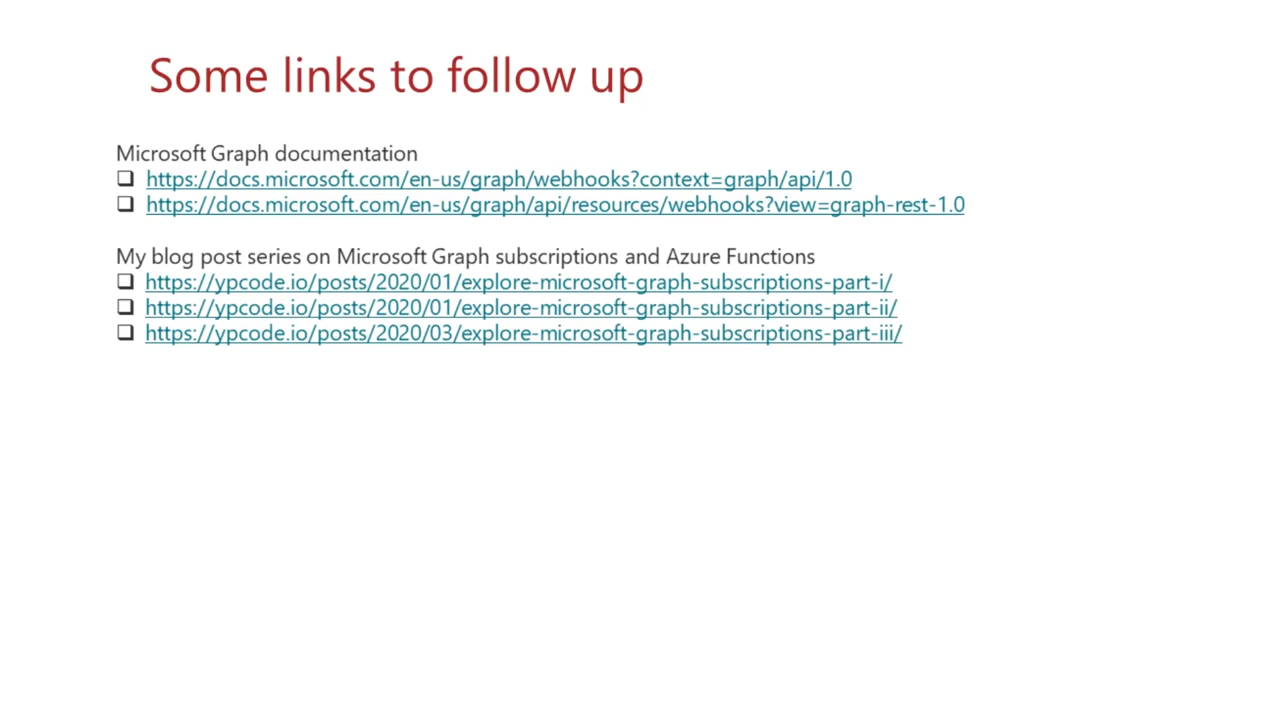 Some links to follow up
Microsoft Graph documentation
❑ https://docs.microsoft.com/en-us/graph/webhooks?context=graph/api/1.0
❑ https://docs.microsoft.com/en-us/graph/api/resources/webhooks?view=graph-rest-1.0
My blog post series on Microsoft Graph subscriptions and Azure Functions
❑ https://ypcode.io/posts/2020/01/explore-microsoft-graph-subscriptions-part-i/
❑ https://ypcode.io/posts/2020/01/explore-microsoft-graph-subscriptions-part-ii/
❑ https://ypcode.io/posts/2020/03/explore-microsoft-graph-subscriptions-part-iii/